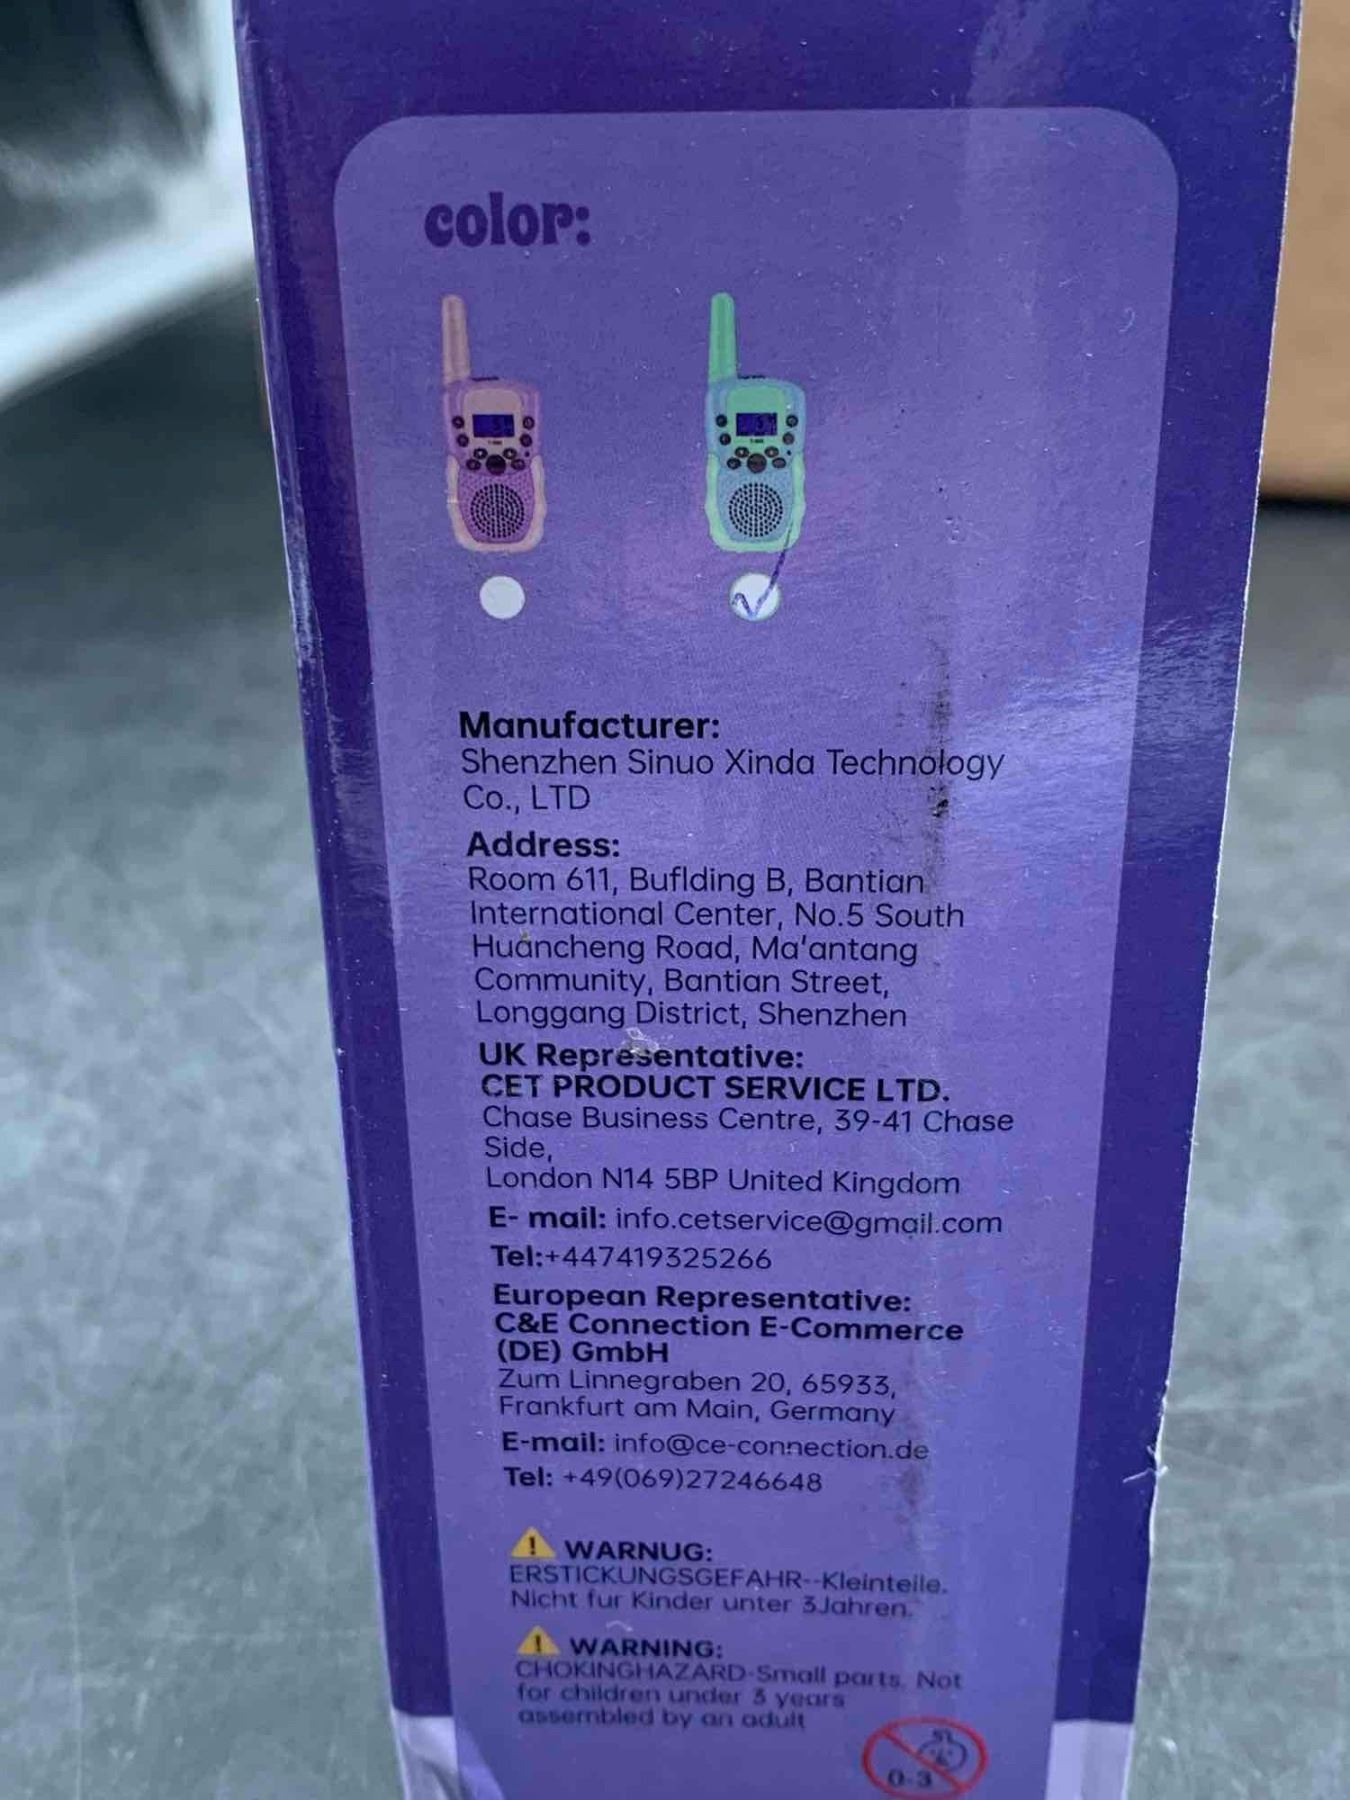 color:
Manufacturer:
Shenzhen Sinuo Xinda Technology
Co., LTD
Address:
Room 611, Buflding B, Bantian
International Center, No.5 South
Huancheng Road, Ma'antang
Community, Bantian Street,
Longgang District, Shenzhen
UK Representative:
CET PRODUCT SERVICE LTD.
Chase Business Centre, 39-41 Chase
Side,
London N14 5BP United Kingdom
E- mail: info.cetservice@gmail.com
Tel:+447419325266
European Representative:
C&E Connection E-Commerce
(DE) GmbH
Zum Linnegraben 20, 65933,
Frankfurt am Main, Germany
E-mail: info@ce-connection.de
Tel: +49(069)27246648
WARNUG:
ERSTICKUNGSGEFAHR--Kleinteile.
Nicht fur Kinder unter 3Jahren.
WARNING:
CHOKINGHAZARD-Small parts. Not
for children under 3 years
assembled by an adult
0-3